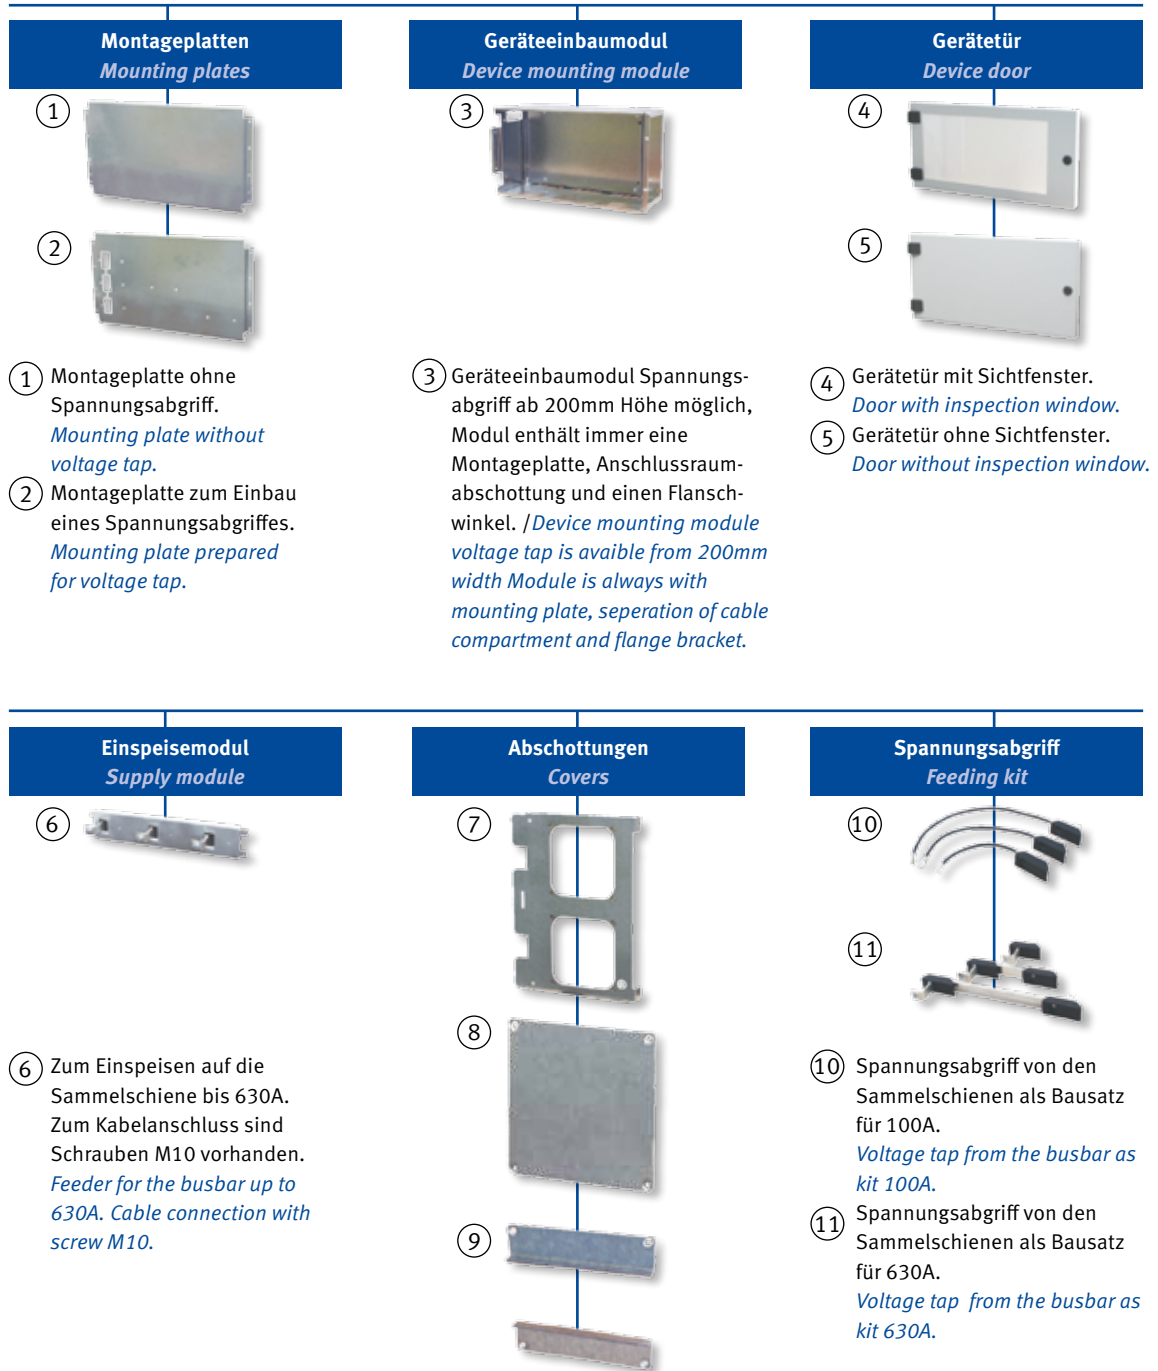 Montageplatten
Mounting plates
1
2
1 Montageplatte ohne
Spannungsabgriff.
Mounting plate without
voltage tap.
2 Montageplatte zum Einbau
eines Spannungsabgriffes.
Mounting plate prepared
for voltage tap.
Geräteeinbaumodul
Device mounting module
3
3 Geräteeinbaumodul Spannungs-
abgriff ab 200mm Höhe möglich,
Modul enthält immer eine
Montageplatte, Anschlussraum-
abschottung und einen Flansch-
winkel. /Device mounting module
voltage tap is avaible from 200mm
width Module is always with
mounting plate, seperation of cable
compartment and flange bracket.
Gerätetür
Device door
4
5
4 Gerätetür mit Sichtfenster.
Door with inspection window.
5 Gerätetür ohne Sichtfenster.
Door without inspection window.
Einspeisemodul
Supply module
6
6 Zum Einspeisen auf die
Sammelschiene bis 630A.
Zum Kabelanschluss sind
Schrauben M10 vorhanden.
Feeder for the busbar up to
630A. Cable connection with
screw M10.
Abschottungen
Covers
7
8
9
Spannungsabgriff
Feeding kit
10
11
10 Spannungsabgriff von den
Sammelschienen als Bausatz
für 100A.
Voltage tap from the busbar as
kit 100A.
11 Spannungsabgriff von den
Sammelschienen als Bausatz
für 630A.
Voltage tap from the busbar as
kit 630A.